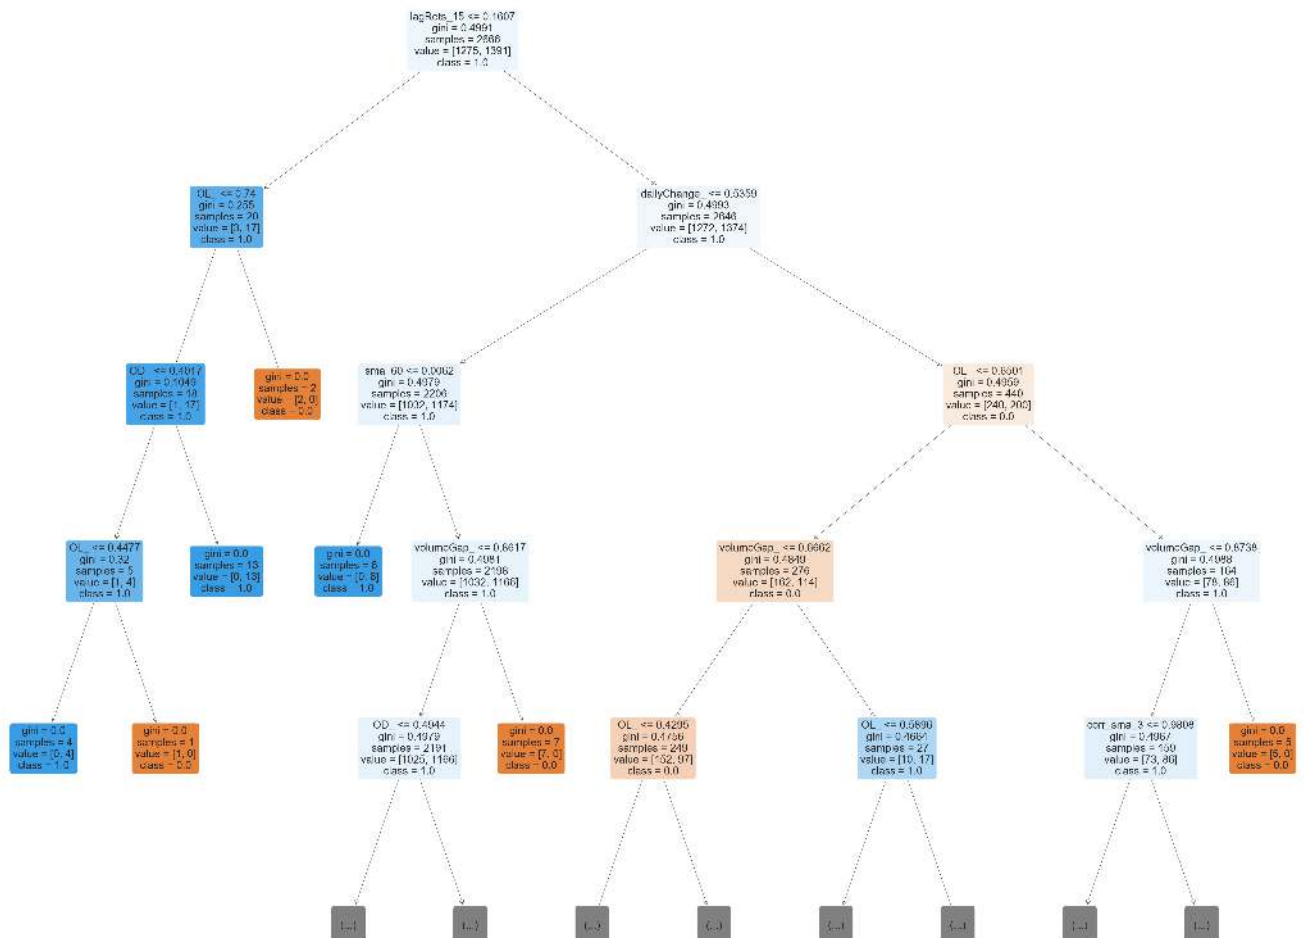 lagRets_15 <= 0.1607
gini = 0.4991
samples = 2666
value = [1275, 1391]
class = 1.0
OL_ <= 0.74
gini = 0.255
samples = 20
value = [3, 17]
class = 1.0
dailyChange_ <= 0.5359
gini = 0.4993
samples = 2646
value = [1272, 1374]
class = 1.0
OD_ <= 0.4017
gini = 0.1049
samples = 18
value = [1, 17]
class = 1.0
gini = 0.0
samples = 2
value = [2, 0]
class = 0.0
sma_60 <= 0.0062
gini = 0.4979
samples = 2206
value = [1032, 1174]
class = 1.0
OL_ <= 0.6501
gini = 0.4959
samples = 440
value = [240, 200]
class = 0.0
OL_ <= 0.4477
gini = 0.32
samples = 5
value = [1, 4]
class = 1.0
gini = 0.0
samples = 13
value = [0, 13]
class = 1.0
gini = 0.0
samples = 8
value = [0, 8]
class = 1.0
volumeGap_ <= 0.8617
gini = 0.4981
samples = 2198
value = [1032, 1166]
class = 1.0
volumeGap_ <= 0.6662
gini = 0.4849
samples = 276
value = [162, 114]
class = 0.0
volumeGap_ <= 0.8738
gini = 0.4988
samples = 164
value = [78, 86]
class = 1.0
gini = 0.0
samples = 4
value = [0, 4]
class = 1.0
gini = 0.0
samples = 1
value = [1, 0]
class = 0.0
OD_ <= 0.4944
gini = 0.4979
samples = 2191
value = [1025, 1166]
class = 1.0
gini = 0.0
samples = 7
value = [7, 0]
class = 0.0
OL_ <= 0.4295
gini = 0.4756
samples = 249
value = [152, 97]
class = 0.0
OL_ <= 0.5896
gini = 0.4664
samples = 27
value = [10, 17]
class = 1.0
corr_sma_3 <= 0.9808
gini = 0.4967
samples = 159
value = [73, 86]
class = 1.0
gini = 0.0
samples = 5
value = [5, 0]
class = 0.0
(...)
(...)
(...)
(...)
(...)
(...)
(...)
(...)